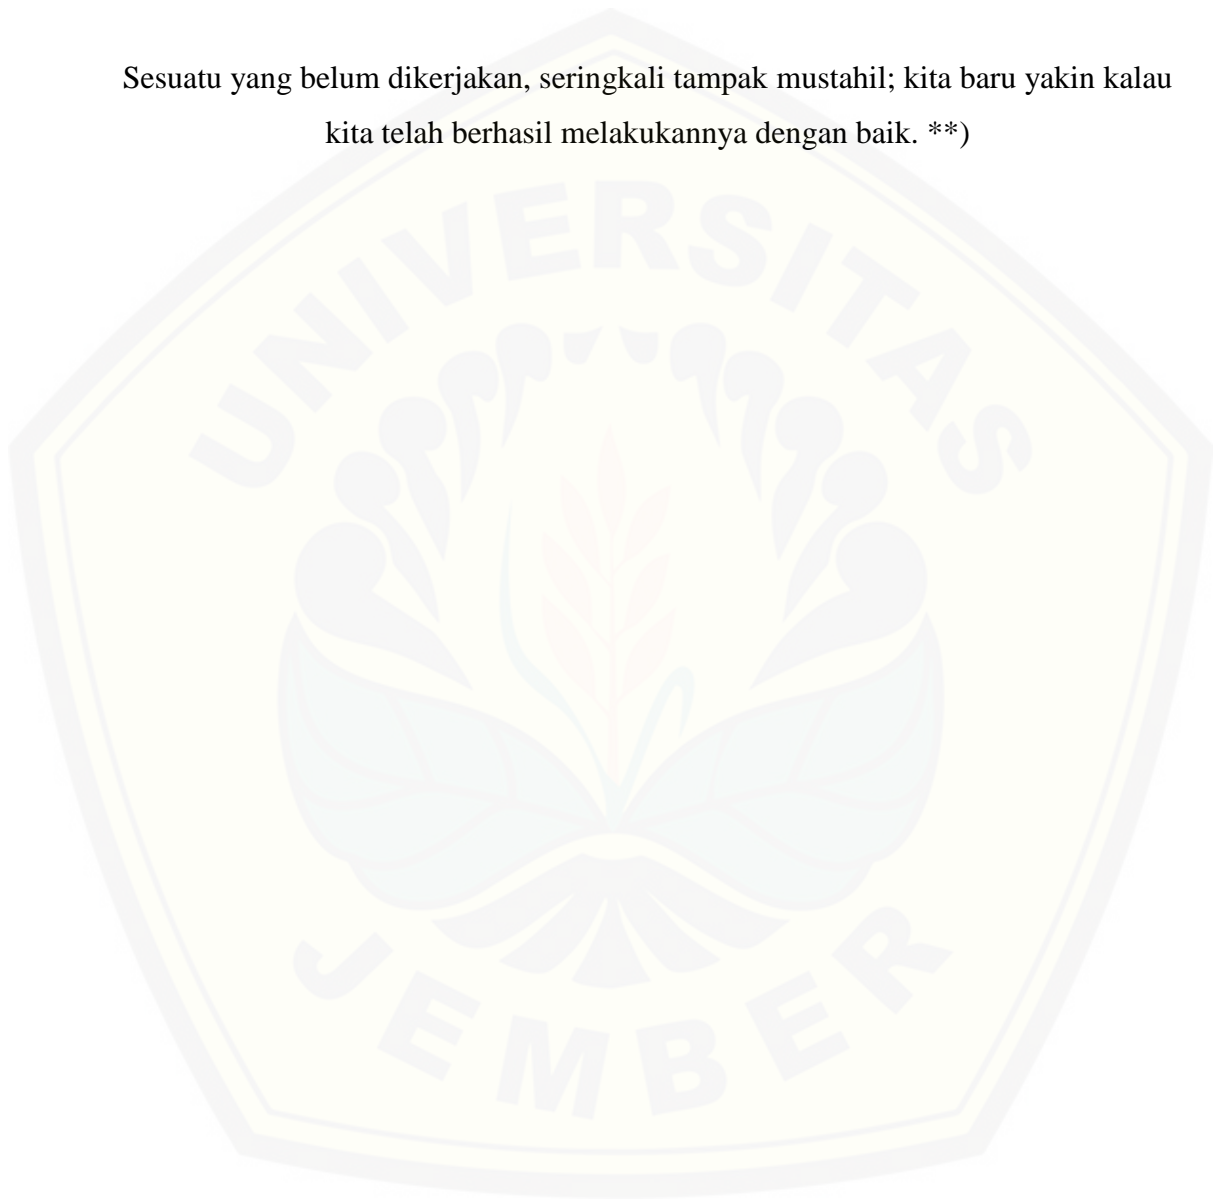 Sesuatu yang belum dikerjakan, seringkali tampak mustahil; kita baru yakin kalau
kita telah berhasil melakukannya dengan baik. **)
UNIVERSITAS
JEMBER